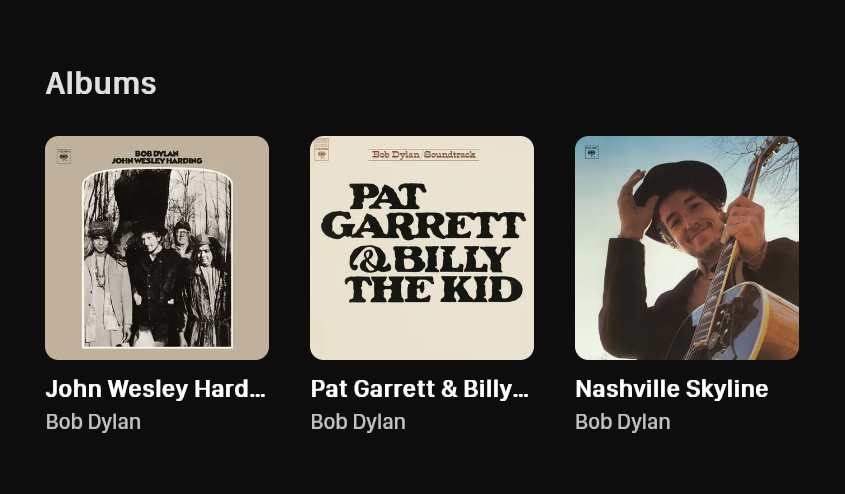 Albums
BOB DYLAN
JOHN WESLEY HARDING
Bob Dylan Soundtrack
PAT
GARRETT
& BILLY
THE KID
John Wesley Hard...
Pat Garrett & Billy...
Nashville Skyline
Bob Dylan
Bob Dylan
Bob Dylan